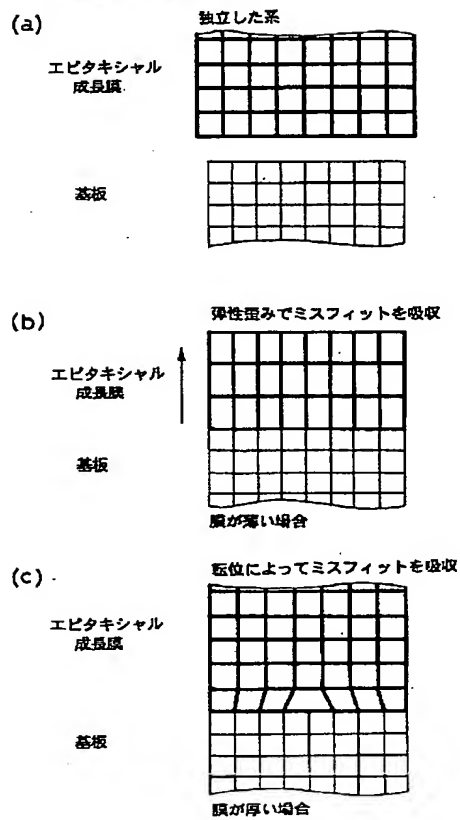 (a)
独立した系
エピタキシャル
成長膜
基板
(b)
弾性歪みでミスフィットを吸収
エピタキシャル
成長膜
基板
膜が薄い場合
(c)
転位によってミスフィットを吸収
エピタキシャル
成長膜
基板
膜が厚い場合